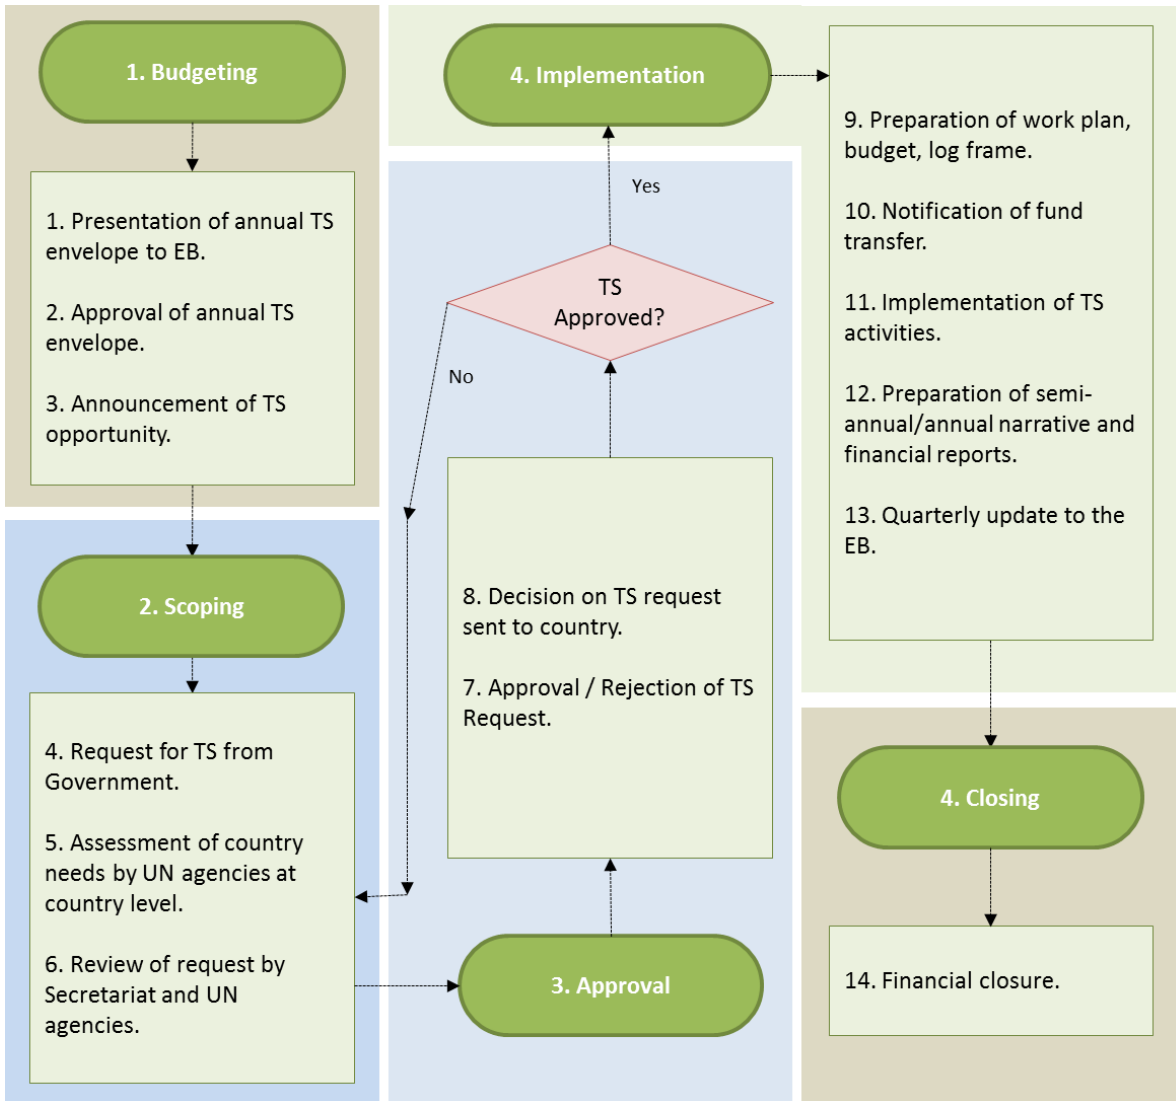 1. Budgeting
1. Presentation of annual TS
envelope to EB.
2. Approval of annual TS
envelope.
3. Announcement of TS
opportunity.
2. Scoping
4. Request for TS from
Government.
5. Assessment of country
needs by UN agencies at
country level.
6. Review of request by
Secretariat and UN
agencies.
3. Approval
8. Decision on TS request
sent to country.
7. Approval / Rejection of TS
Request.
TS
Approved?
No
Yes
4. Implementation
9. Preparation of work plan,
budget, log frame.
10. Notification of fund
transfer.
11. Implementation of TS
activities.
12. Preparation of semi-
annual/annual narrative and
financial reports.
13. Quarterly update to the
EB.
4. Closing
14. Financial closure.